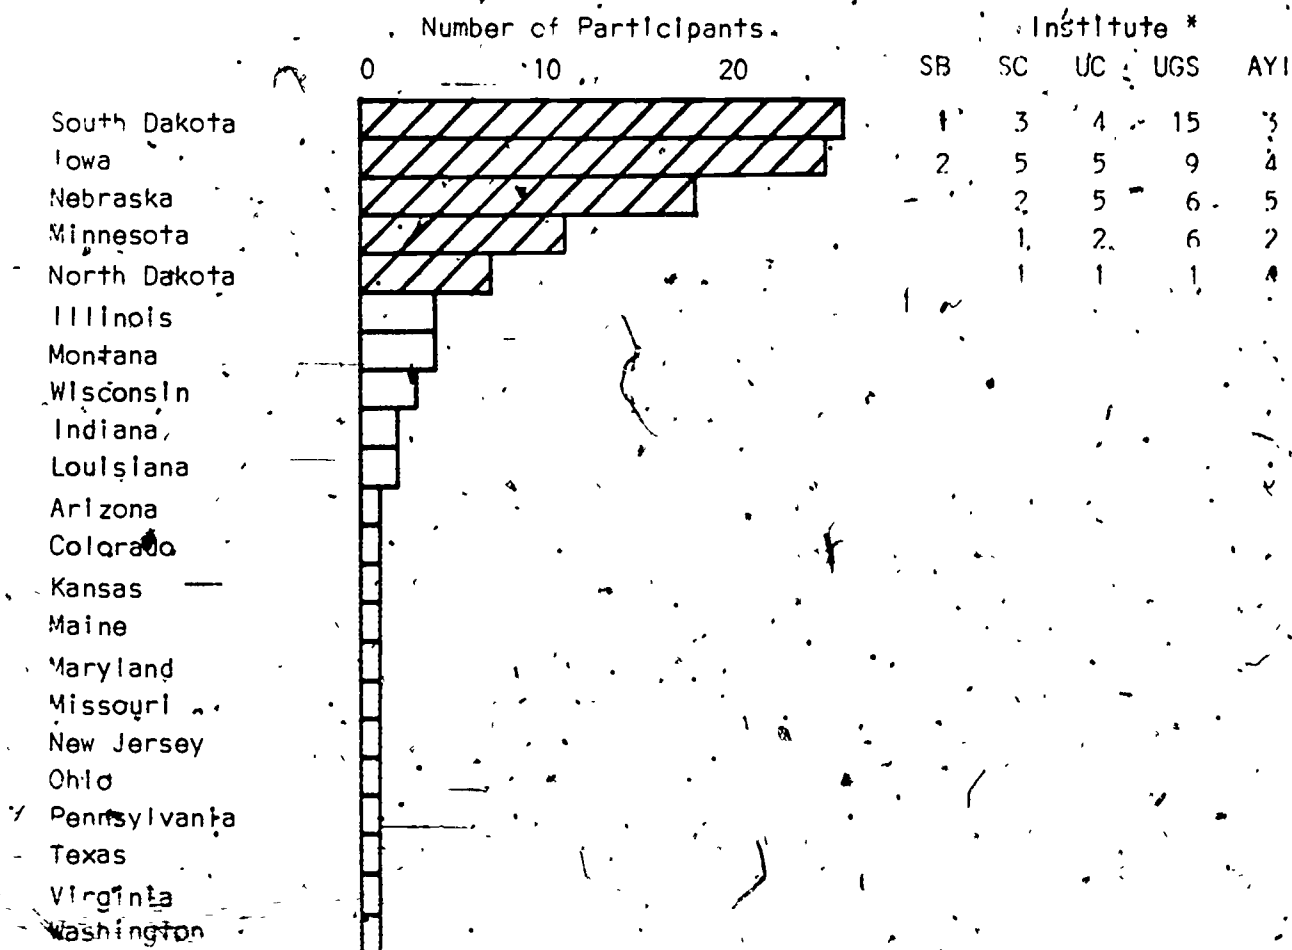 Number of Participants Institute *
0 10 20 SB SC UC UGS AYI
South Dakota 1 3 4 15 3
Iowa 2 5 5 9 4
Nebraska 2 5 6 5
Minnesota 1 2 6 2
North Dakota 1 1 1
Illinois
Montana
Wisconsin
Indiana
Louisiana
Arizona
Colorado
Kansas
Maine
Maryland
Missouri
New Jersey
Ohio
Pennsylvania
Texas
Virginia
Washington